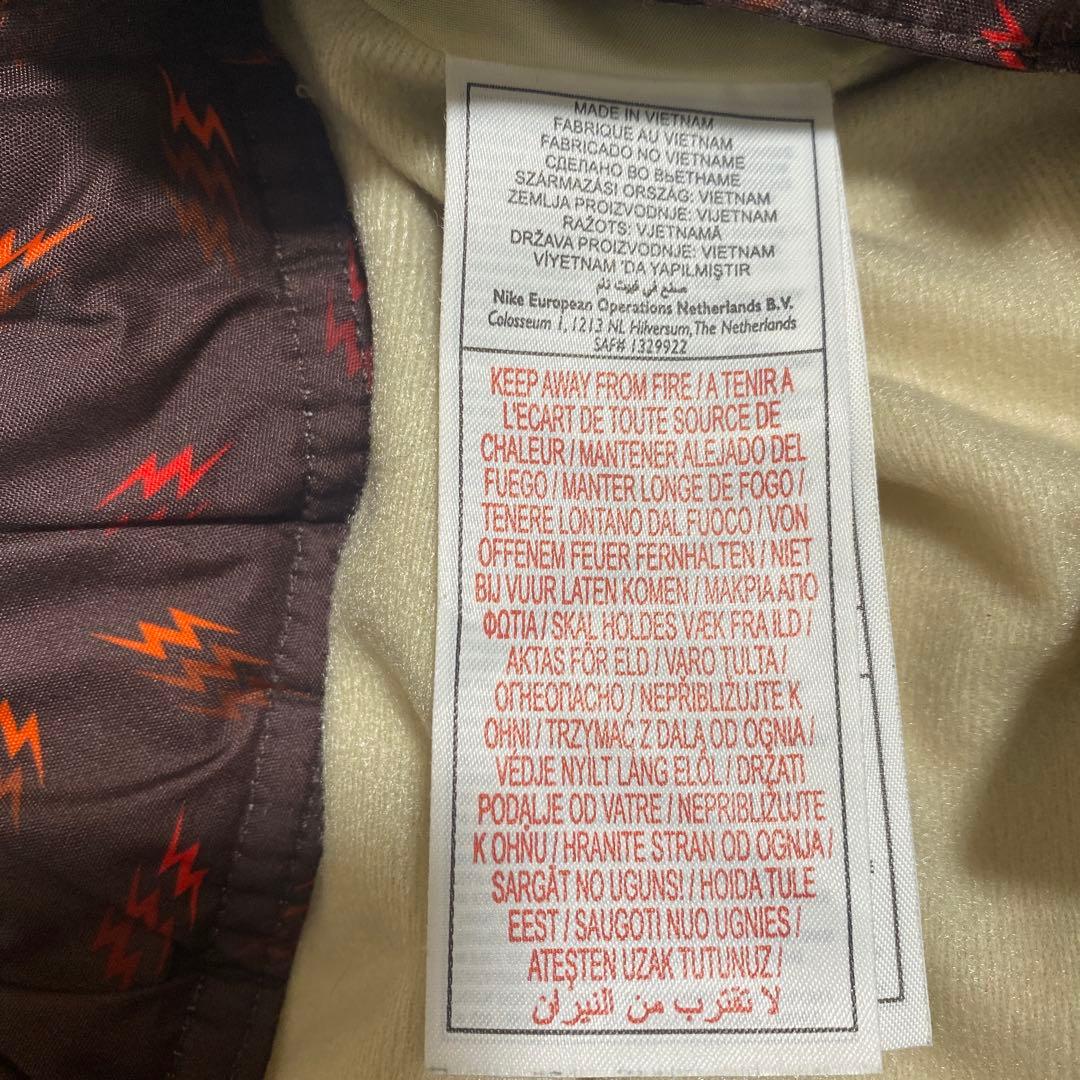 MADE IN VIETNAM
FABRIQUE AU VIETNAM
FABRICADO NO VIETNAME
СДЕЛАНО ВО ВЬЕТНАМЕ
SZÁRMAZÁSI ORSZÁG: VIETNAM
ZEMLJA PROIZVODNJE: VIJETNAM
RAŽOTS: VJETNAMĀ
DRŽAVA PROIZVODNJE: VIETNAM
VİYETNAM 'DA YAPILMIŞTIR
صنع في فييت نام
Nike European Operations Netherlands B.V.
Colosseum 1, 1213 NL Hilversum, The Netherlands
SAF# 1329922
KEEP AWAY FROM FIRE / A TENIR A
L'ECART DE TOUTE SOURCE DE
CHALEUR / MANTENER ALEJADO DEL
FUEGO / MANTER LONGE DE FOGO /
TENERE LONTANO DAL FUOCO / VON
OFFENEM FEUER FERNHALTEN / NIET
BIJ VUUR LATEN KOMEN / ΜΑΚΡΙΑ ΑΠΟ
ΦΩΤΙΑ / SKAL HOLDES VÆK FRA ILD /
AKTAS FÖR ELD / VARO TULTA /
ОГНЕОПАСНО / NEPŘIBLIŽUJTE K
OHNI / TRZYMAĆ Z DALA OD OGNIA /
VÉDJE NYÍLT LÁNG ELŐL / DRŽATI
PODALJE OD VATRE / NEPRIBLIŽUJTE
K OHŇU / HRANITE STRAN OD OGNJA /
SARGĀT NO UGUNS! / HOIDA TULE
EEST / SAUGOTI NUO UGNIES /
ATEŞTEN UZAK TUTUNUZ /
لا تقترب من النيران